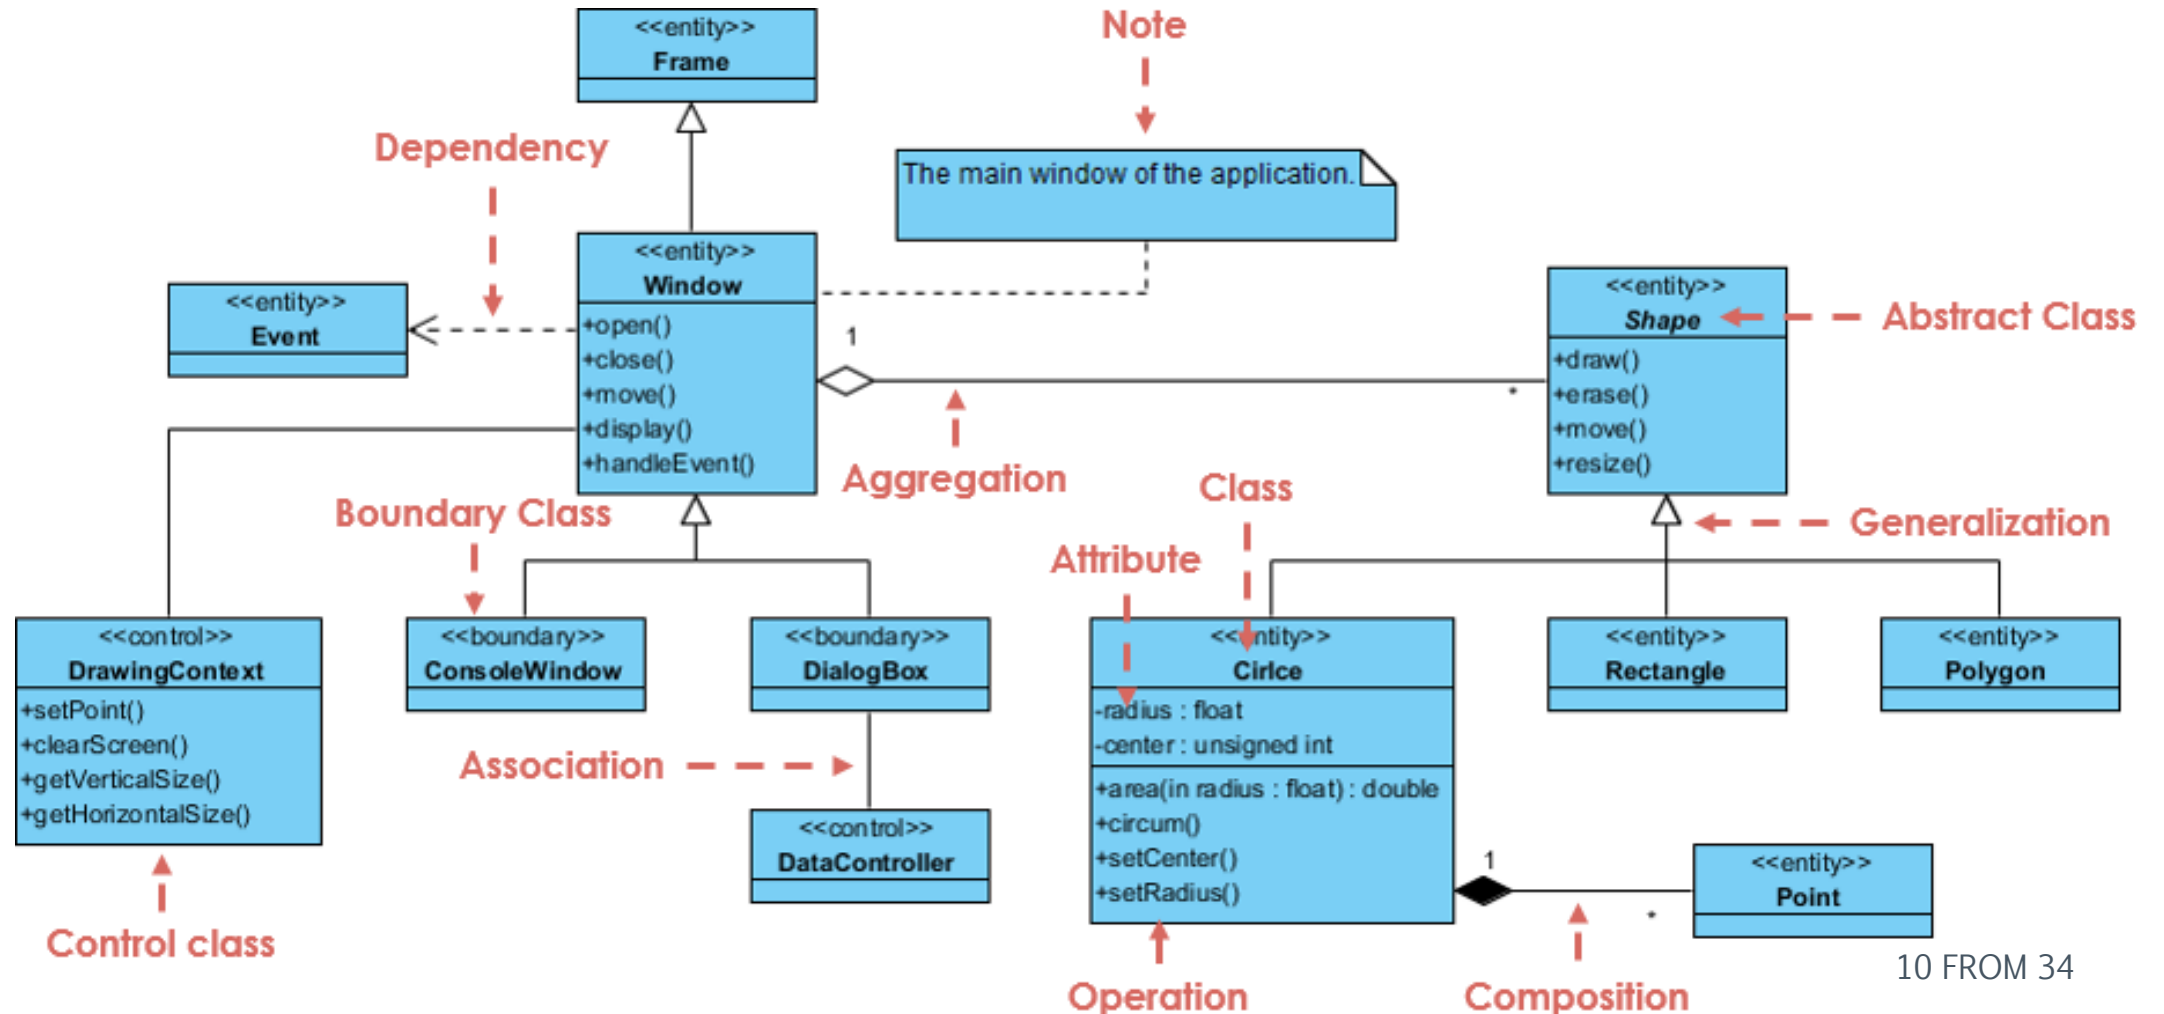 <<entity>>
Frame
Note
Dependency
The main window of the application.
<<entity>>
Window
+open()
+close()
+move()
+display()
+handleEvent()
<<entity>>
Event
1
*
<<entity>>
Shape
+draw()
+erase()
+move()
+resize()
Abstract Class
Aggregation
Class
Boundary Class
Attribute
Generalization
<<control>>
DrawingContext
+setPoint()
+clearScreen()
+getVerticalSize()
+getHorizontalSize()
<<boundary>>
ConsoleWindow
<<boundary>>
DialogBox
<<entity>>
Cirlce
-radius : float
-center : unsigned int
+area(in radius : float) : double
+circum()
+setCenter()
+setRadius()
<<entity>>
Rectangle
<<entity>>
Polygon
Association
<<control>>
DataController
1
*
<<entity>>
Point
Control class
Operation
Composition
10 FROM 34